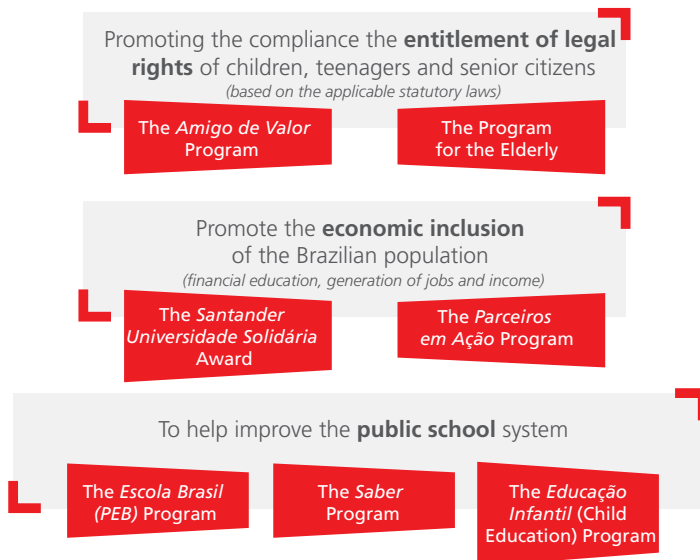 Promoting the compliance the entitlement of legal
rights of children, teenagers and senior citizens
(based on the applicable statutory laws)
The Amigo de Valor
Program
The Program
for the Elderly
Promote the economic inclusion
of the Brazilian population
(financial education, generation of jobs and income)
The Santander
Universidade Solidária
Award
The Parceiros
em Ação Program
To help improve the public school system
The Escola Brasil
(PEB) Program
The Saber
Program
The Educação
Infantil (Child
Education) Program